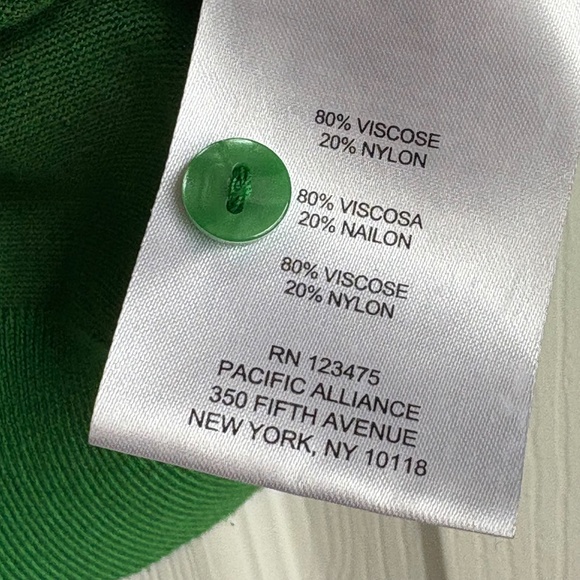 80% VISCOSE
20% NYLON
80% VISCOSA
20% NAILON
80% VISCOSE
20% NYLON
RN 123475
PACIFIC ALLIANCE
350 FIFTH AVENUE
NEW YORK, NY 10118